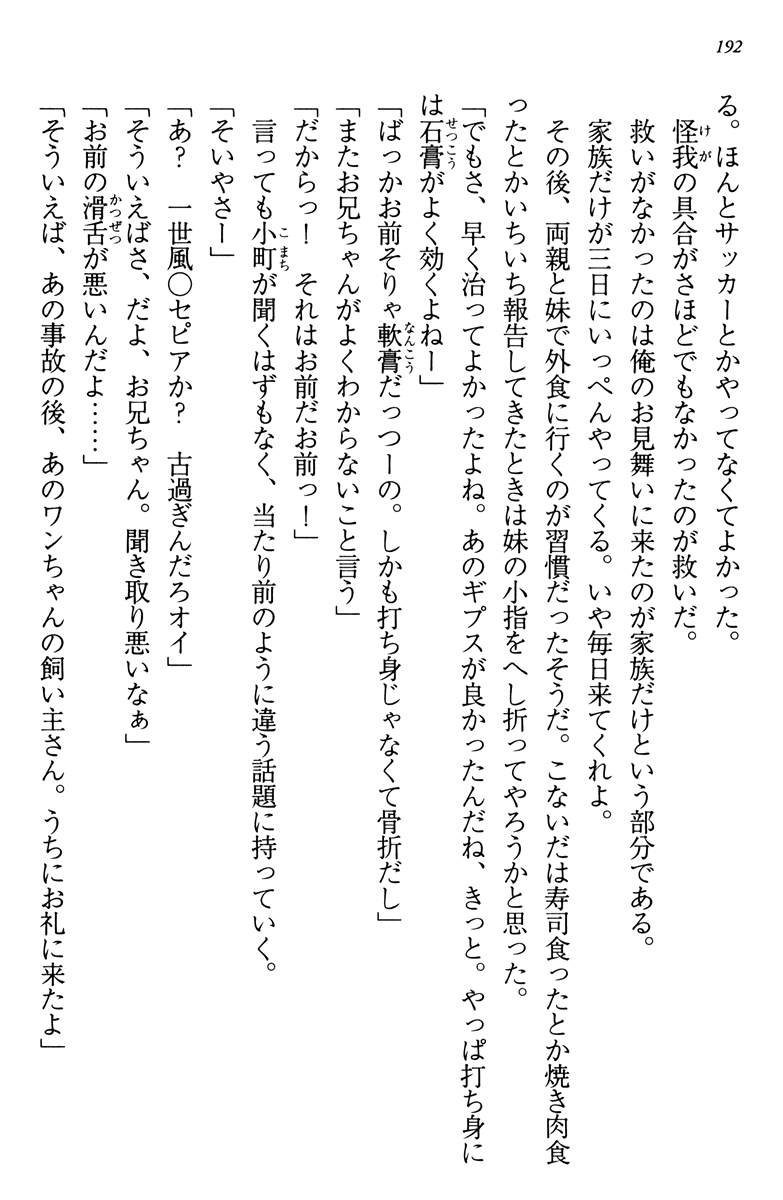 192
る。ほんとサッカーとかやってなくてよかった。
怪我の具合がさほどでもなかったのが救いだ。
救いがなかったのは俺のお見舞いに来たのが家族だけという部分である。
家族だけが三日にいっぺんやってくる。いや毎日来てくれよ。
その後、両親と妹で外食に行くのが習慣だったそうだ。こないだは寿司食ったとか焼き肉食
ったとかいちいち報告してきたときは妹の小指をへし折ってやろうかと思った。
「でもさ、早く治ってよかったよね。あのギプスが良かったんだね、きっと。やっぱ打ち身に
は石膏がよく効くよねー」
「ばっかお前そりゃ軟膏だっつーの。しかも打ち身じゃなくて骨折だし」
「またお兄ちゃんがよくわからないこと言う」
「だからっ！　それはお前だお前っ！」
言っても小町が聞くはずもなく、当たり前のように違う話題に持っていく。
「そいやさー」
「あ？　一世風〇セピアか？　古過ぎんだろオイ」
「そういえばさ、だよ、お兄ちゃん。聞き取り悪いなぁ」
「お前の滑舌が悪いんだよ……」
「そういえば、あの事故の後、あのワンちゃんの飼い主さん。うちにお礼に来たよ」